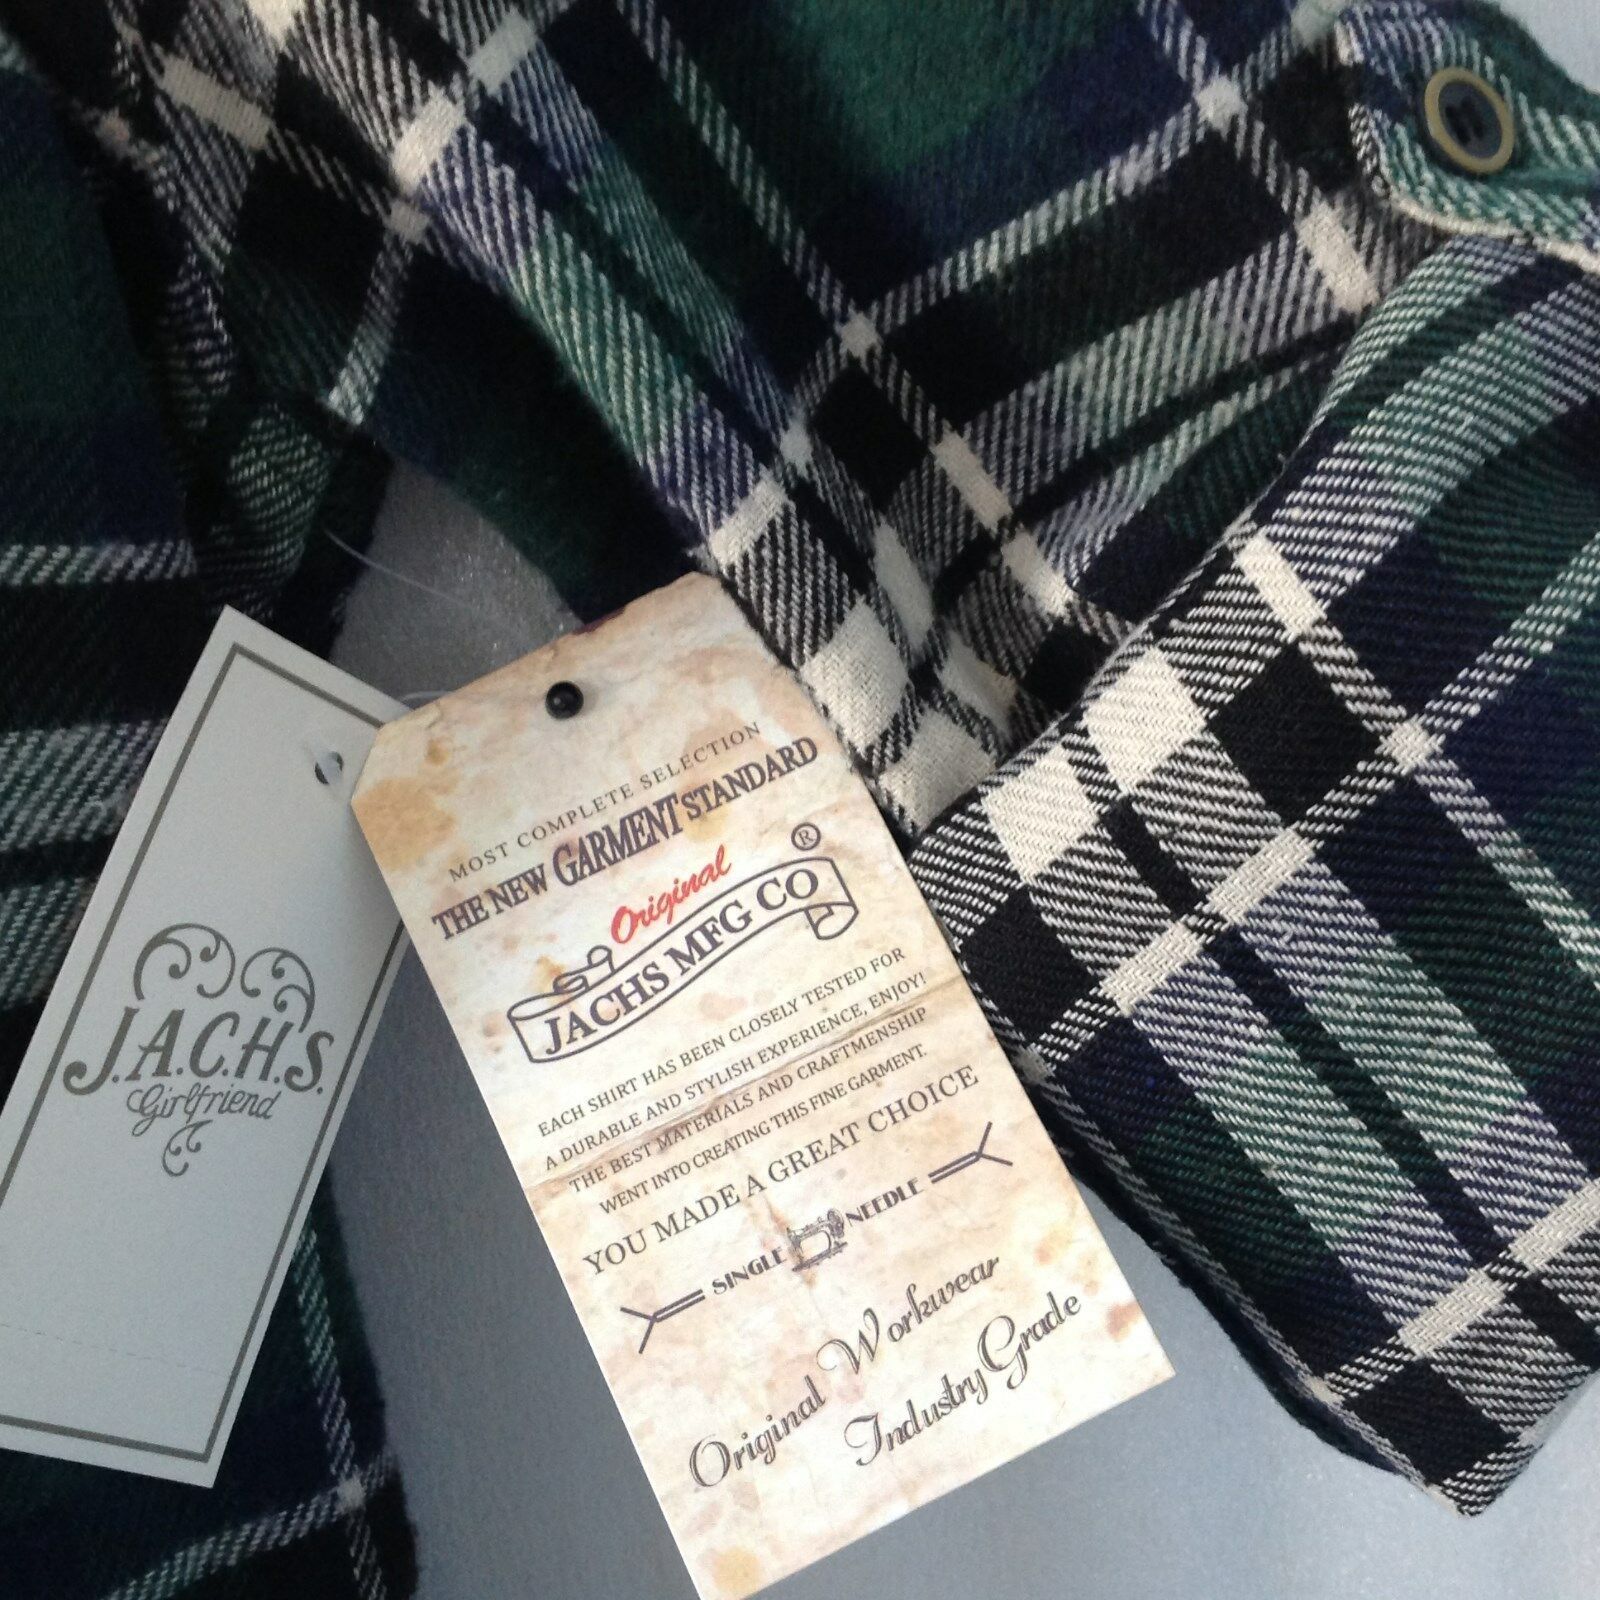 J.A.C.H.S.
Girlfriend
MOST COMPLETE SELECTION
THE NEW GARMENT STANDARD
Original
JACHS MFG CO ®
EACH SHIRT HAS BEEN CLOSELY TESTED FOR
A DURABLE AND STYLISH EXPERIENCE, ENJOY!
THE BEST MATERIALS AND CRAFTMENSHIP
WENT INTO CREATING THIS FINE GARMENT.
YOU MADE A GREAT CHOICE
SINGLE NEEDLE
Original Workwear
Industry Grade